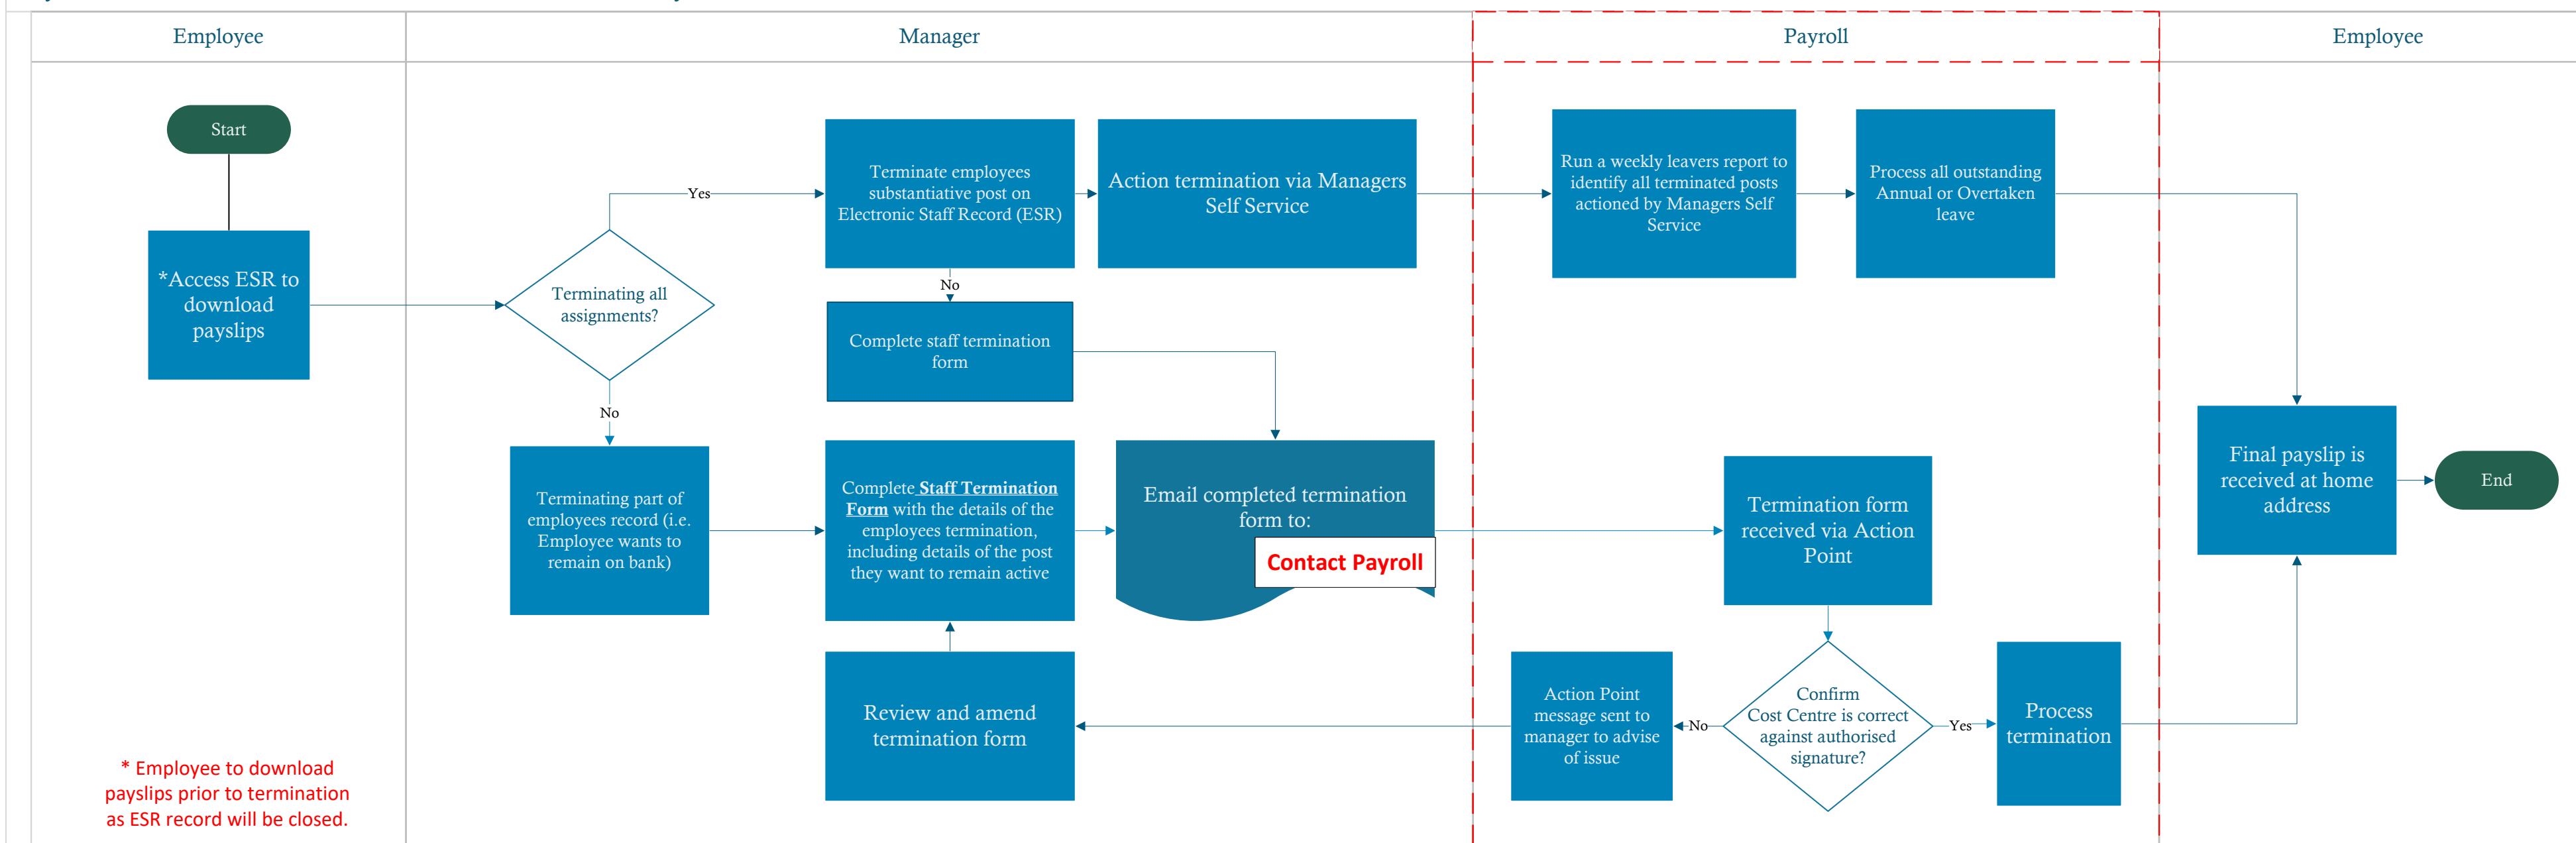 Employee
Manager
Payroll
Employee
Start
*Access ESR to
download
payslips
* Employee to download
payslips prior to termination
as ESR record will be closed.
Terminating all
assignments?
Yes
No
Terminate employees
substantiative post on
Electronic Staff Record (ESR)
Action termination via Managers
Self Service
No
Complete staff termination
form
Terminating part of
employees record (i.e.
Employee wants to
remain on bank)
Complete Staff Termination
Form with the details of the
employees termination,
including details of the post
they want to remain active
Email completed termination
form to:
Contact Payroll
Review and amend
termination form
Run a weekly leavers report to
identify all terminated posts
actioned by Managers Self
Service
Process all outstanding
Annual or Overtaken
leave
Termination form
received via Action
Point
Action Point
message sent to
manager to advise
of issue
No
Confirm
Cost Centre is correct
against authorised
signature?
Yes
Process
termination
Final payslip is
received at home
address
End